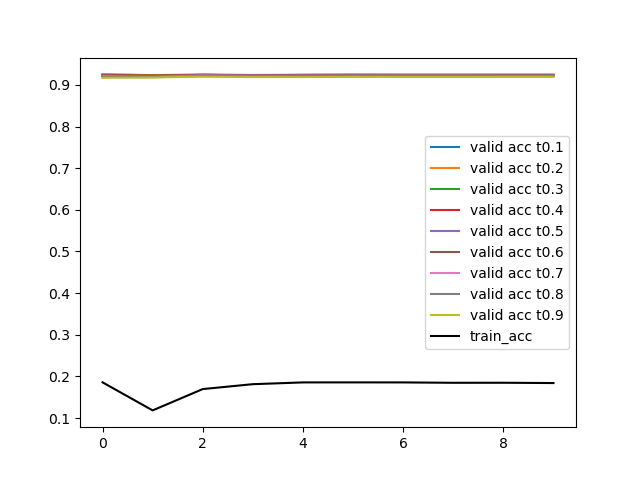 0.9
0.8
0.7
0.6
0.5
0.4
0.3
0.2
0.1
valid acc t0.1
valid acc t0.2
valid acc t0.3
valid acc t0.4
valid acc t0.5
valid acc t0.6
valid acc t0.7
valid acc t0.8
valid acc t0.9
train_acc
0 2 4 6 8